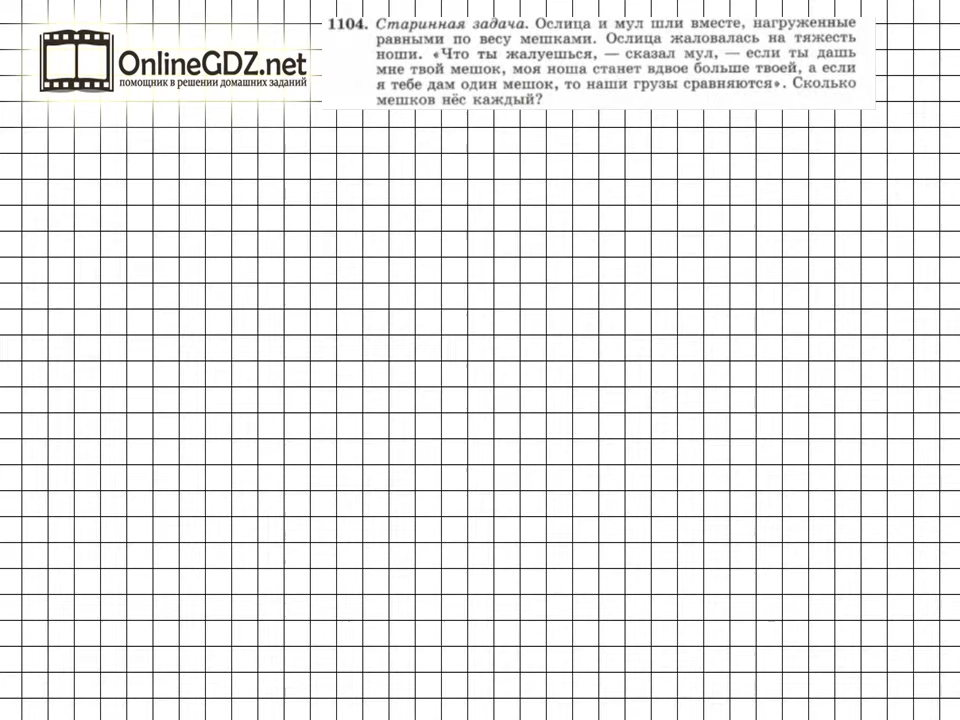 OnlineGDZ.net
помощник в решении домашних заданий
1104. Старинная задача. Ослица и мул шли вместе, нагруженные
равными по весу мешками. Ослица жаловалась на тяжесть
ноши. «Что ты жалуешься, — сказал мул, — если ты дашь
мне твой мешок, моя ноша станет вдвое больше твоей, а если
я тебе дам один мешок, то наши грузы сравняются». Сколько
мешков нёс каждый?